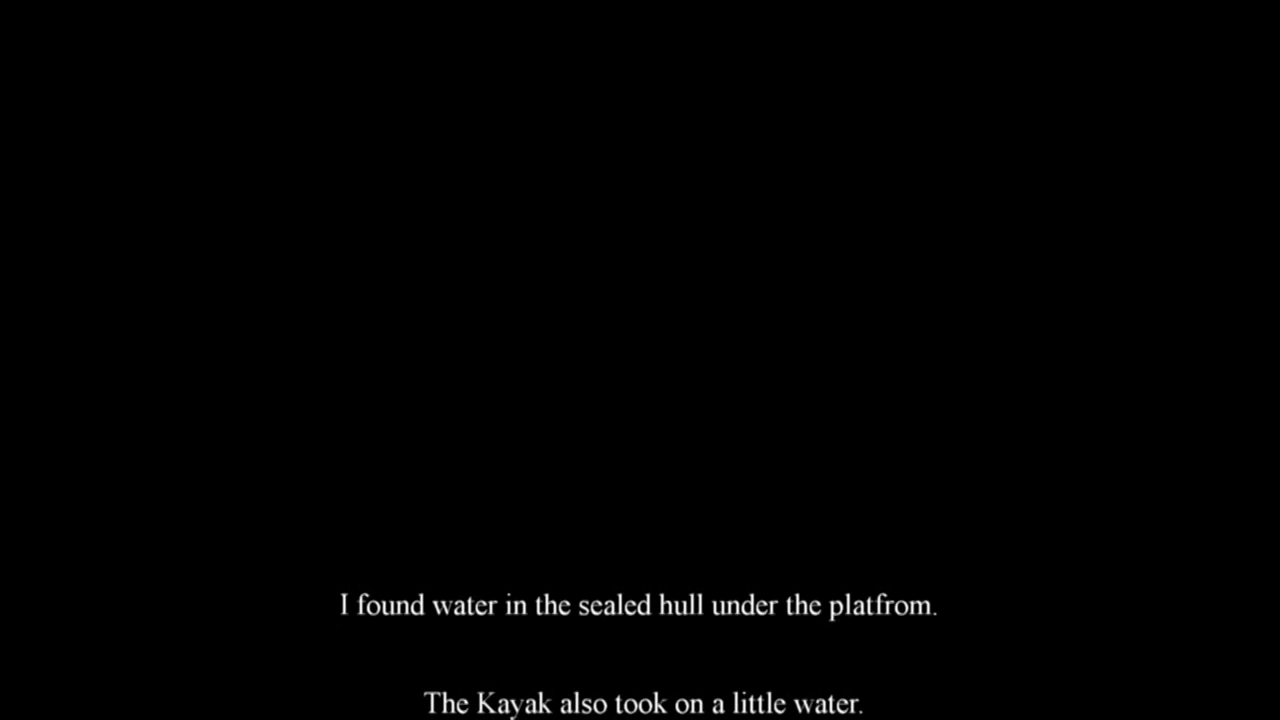 I found water in the sealed hull under the platfrom.
The Kayak also took on a little water.